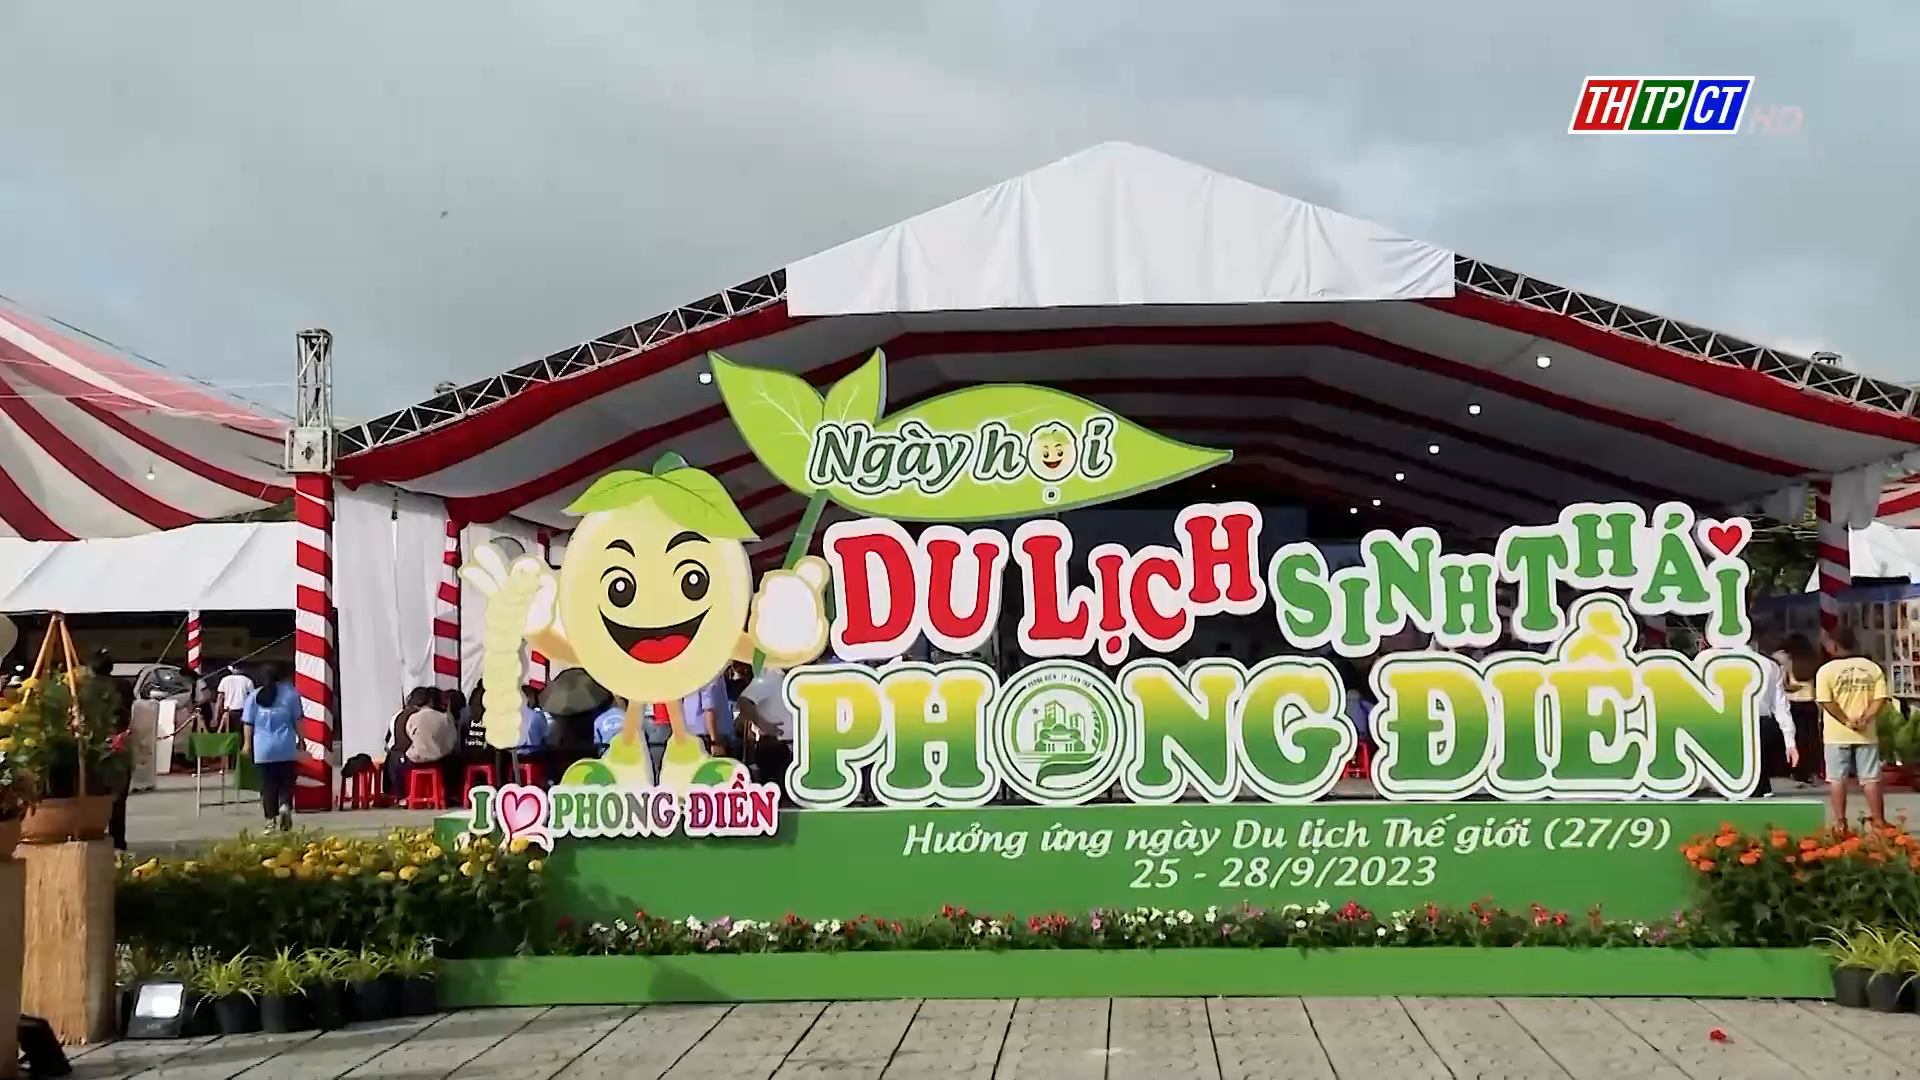 THTPCT HD
Ngày hội
DU LỊCH SINH THÁI
PHONG ĐIỀN
I PHONG ĐIỀN
Hưởng ứng ngày Du lịch Thế giới (27/9)
25 - 28/9/2023